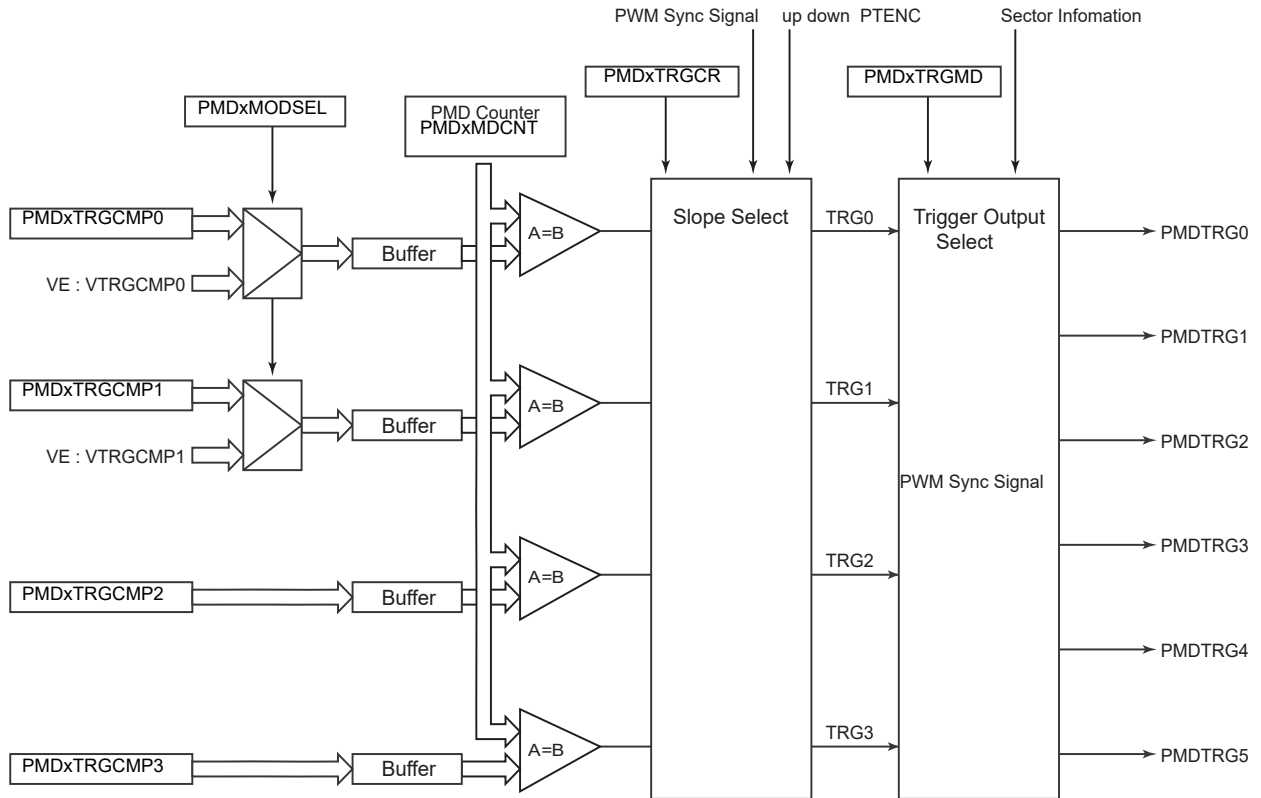 PWM Sync Signal
up down PTENC
Sector Infomation
PMDxTRGCR
PMDxTRGMD
PMDxMODSEL
PMD Counter
PMDxMDCNT
PMDxTRGCMP0
VE : VTRGCMP0
Buffer
A=B
Slope Select
TRG0
Trigger Output
Select
PMDTRG0
PMDTRG1
PMDxTRGCMP1
VE : VTRGCMP1
Buffer
A=B
TRG1
PMDTRG2
PWM Sync Signal
PMDTRG3
PMDxTRGCMP2
Buffer
A=B
TRG2
PMDTRG4
PMDxTRGCMP3
Buffer
A=B
TRG3
PMDTRG5